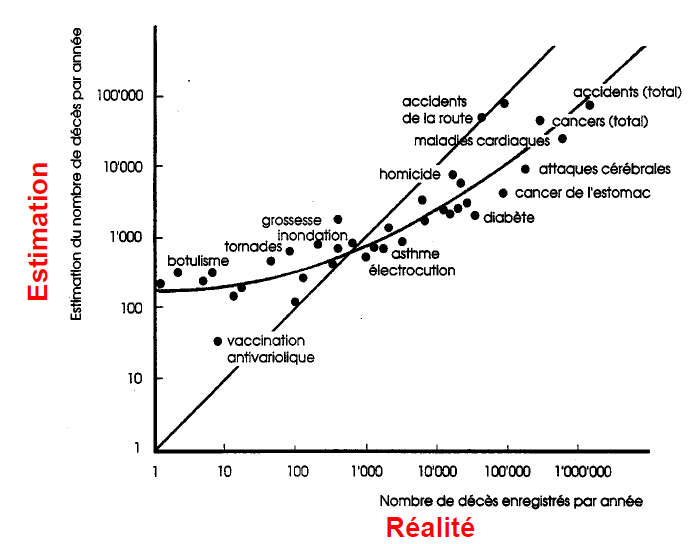 Estimation
Estimation du nombre de décès par année
100'000
10'000
1'000
100
10
1
accidents
de la route
accidents (total)
cancers (total)
maladies cardiaques
homicide
attaques cérébrales
cancer de l'estomac
diabète
grossesse
inondation
tornades
botulisme
asthme
électrocution
vaccination
antivariolique
1 10 100 1'000 10'000 100'000 1'000'000
Nombre de décès enregistrés par année
Réalité